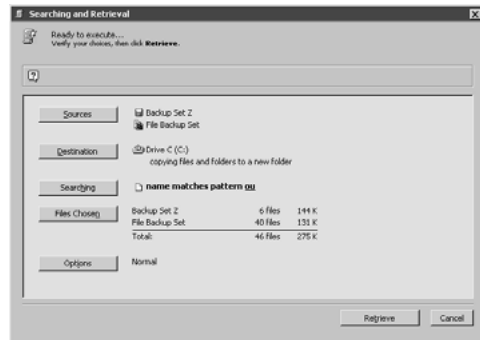 Searching and Retrieval
Ready to execute...
Verify your choices, then click Retrieve.
Sources
Backup Set Z
File Backup Set
Destination
Drive C (C:)
copying files and folders to a new folder
Searching
name matches pattern ou
Files Chosen
Backup Set Z 6 files 144 K
File Backup Set 40 files 131 K
Total: 46 files 275 K
Options
Normal
Retrieve
Cancel